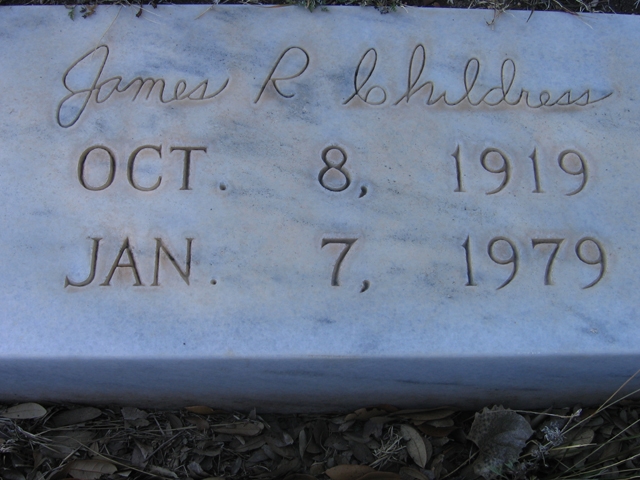 James R Childress
OCT. 8, 1919
JAN. 7, 1979